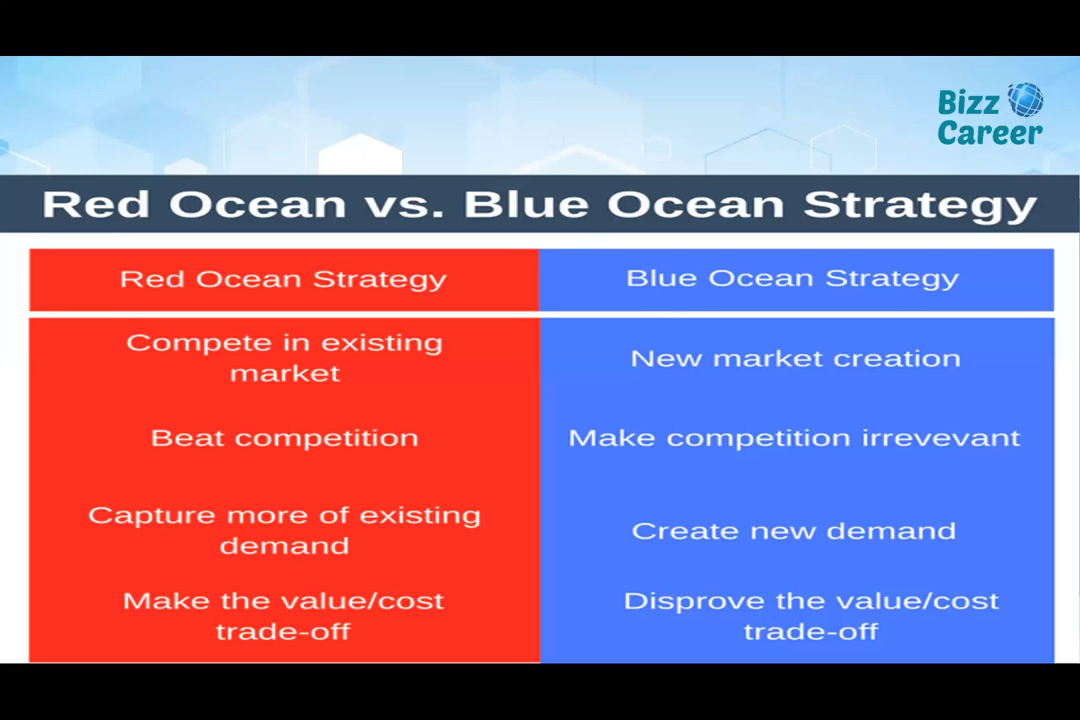 Bizz
Career
Red Ocean vs. Blue Ocean Strategy
Red Ocean Strategy
Blue Ocean Strategy
Compete in existing
market
New market creation
Beat competition
Make competition irrevevant
Capture more of existing
demand
Create new demand
Make the value/cost
trade-off
Disprove the value/cost
trade-off